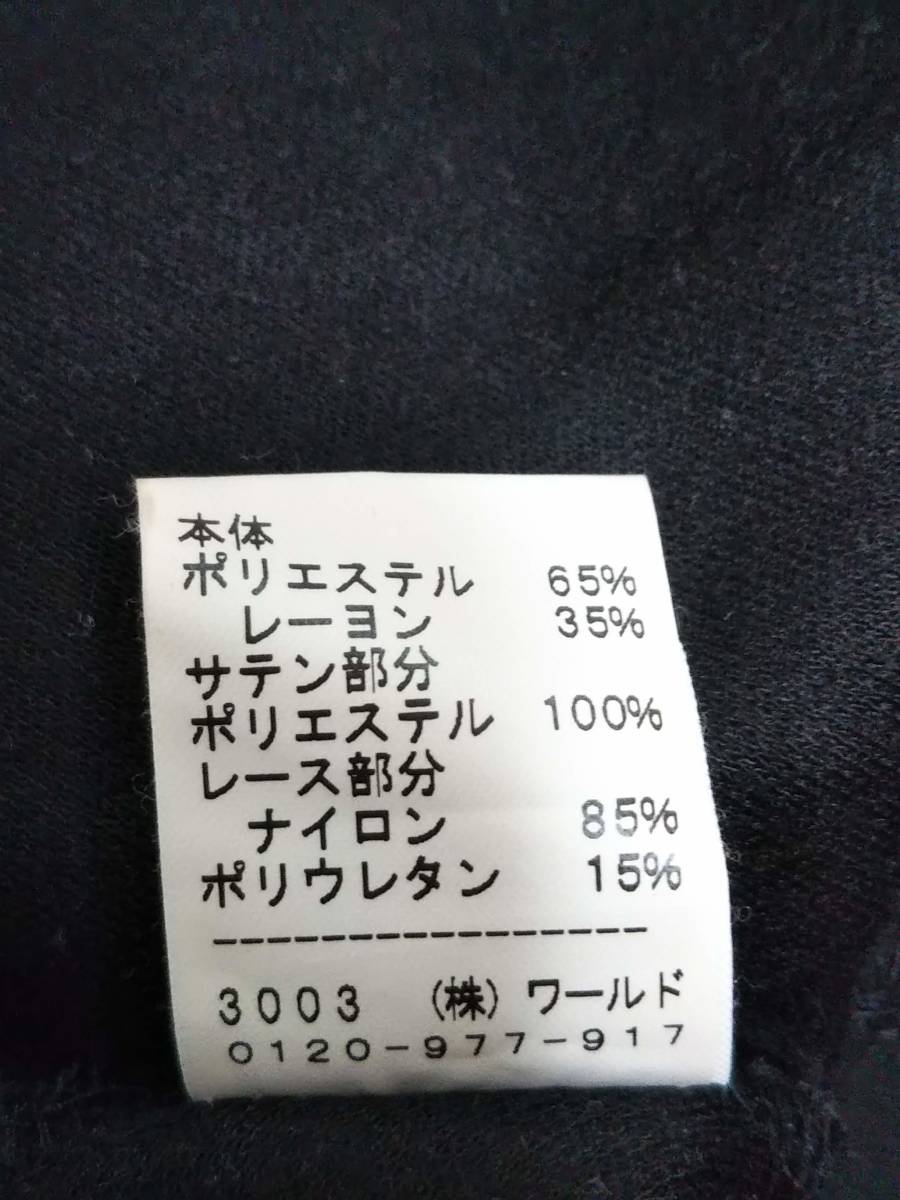 本体
ポリエステル 65%
レーヨン 35%
サテン部分
ポリエステル 100%
レース部分
ナイロン 85%
ポリウレタン 15%
----------------
3003 (株)ワールド
0120-977-917